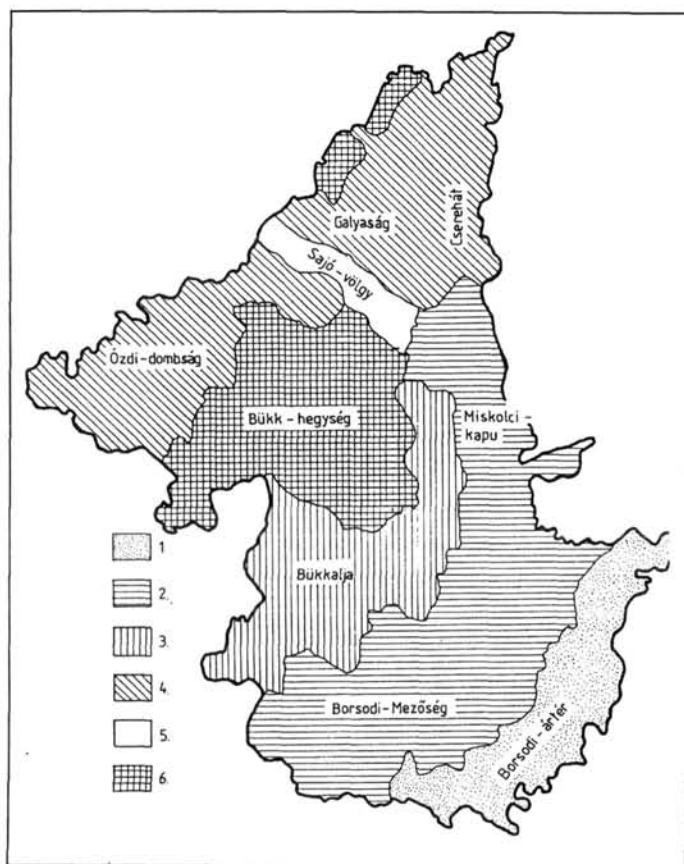 Cserehát
Galyaság
Sajó-völgy
Ózdi-dombság
Bükk-hegység
Miskolci-
kapu
Bükkalja
Borsodi-Mezőség
Borsodi-ártér
1
2.
3.
4.
5.
6.